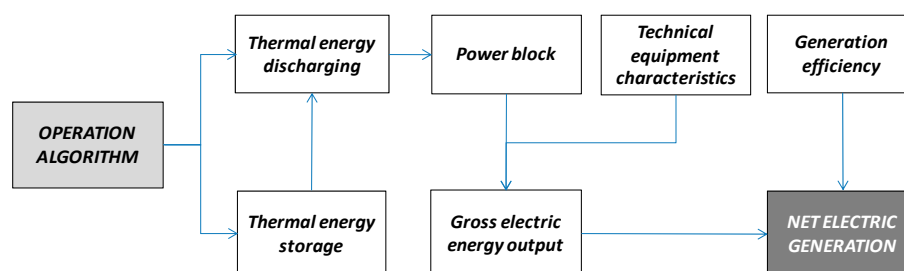 Thermal energy
discharging
Power block
Technical
equipment
characteristics
Generation
efficiency
OPERATION
ALGORITHM
Thermal energy
storage
Gross electric
energy output
NET ELECTRIC
GENERATION